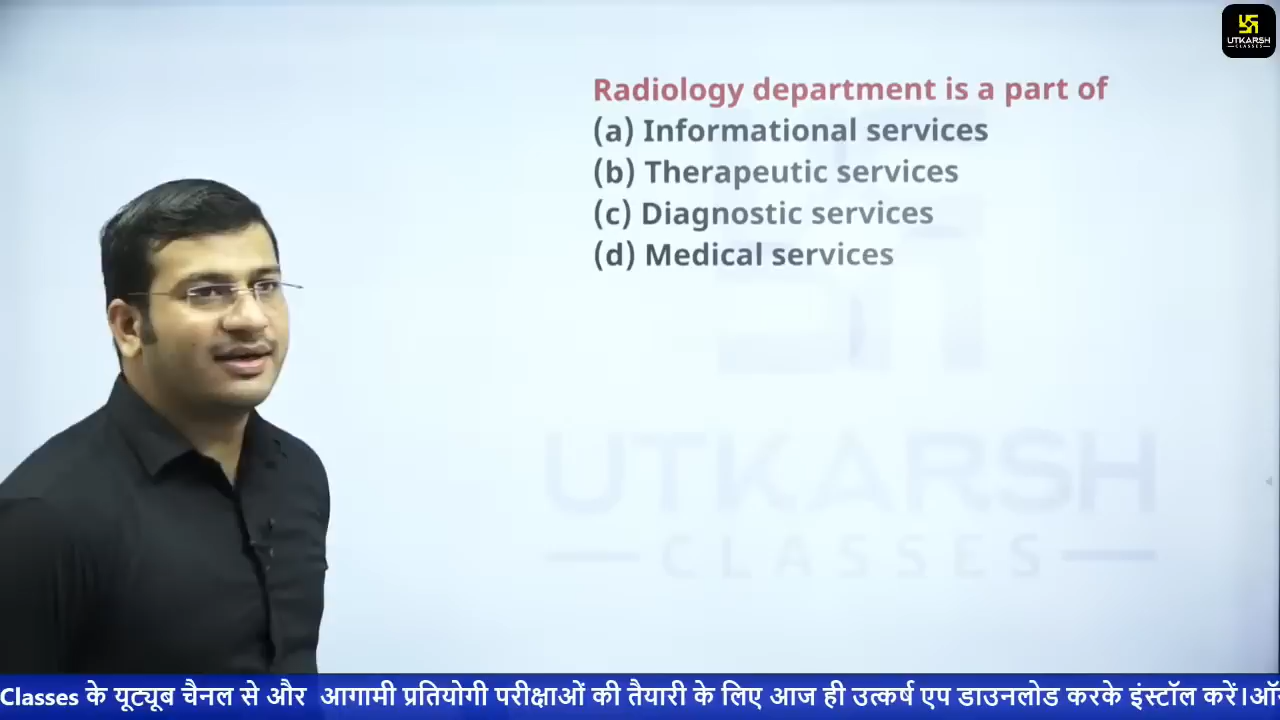 UTKARSH
CLASSES
Radiology department is a part of
(a) Informational services
(b) Therapeutic services
(c) Diagnostic services
(d) Medical services
UTKARSH
CLASSES
Classes के यूट्यूब चैनल से और आगामी प्रतियोगी परीक्षाओं की तैयारी के लिए आज ही उत्कर्ष एप डाउनलोड करके इंस्टॉल करें।